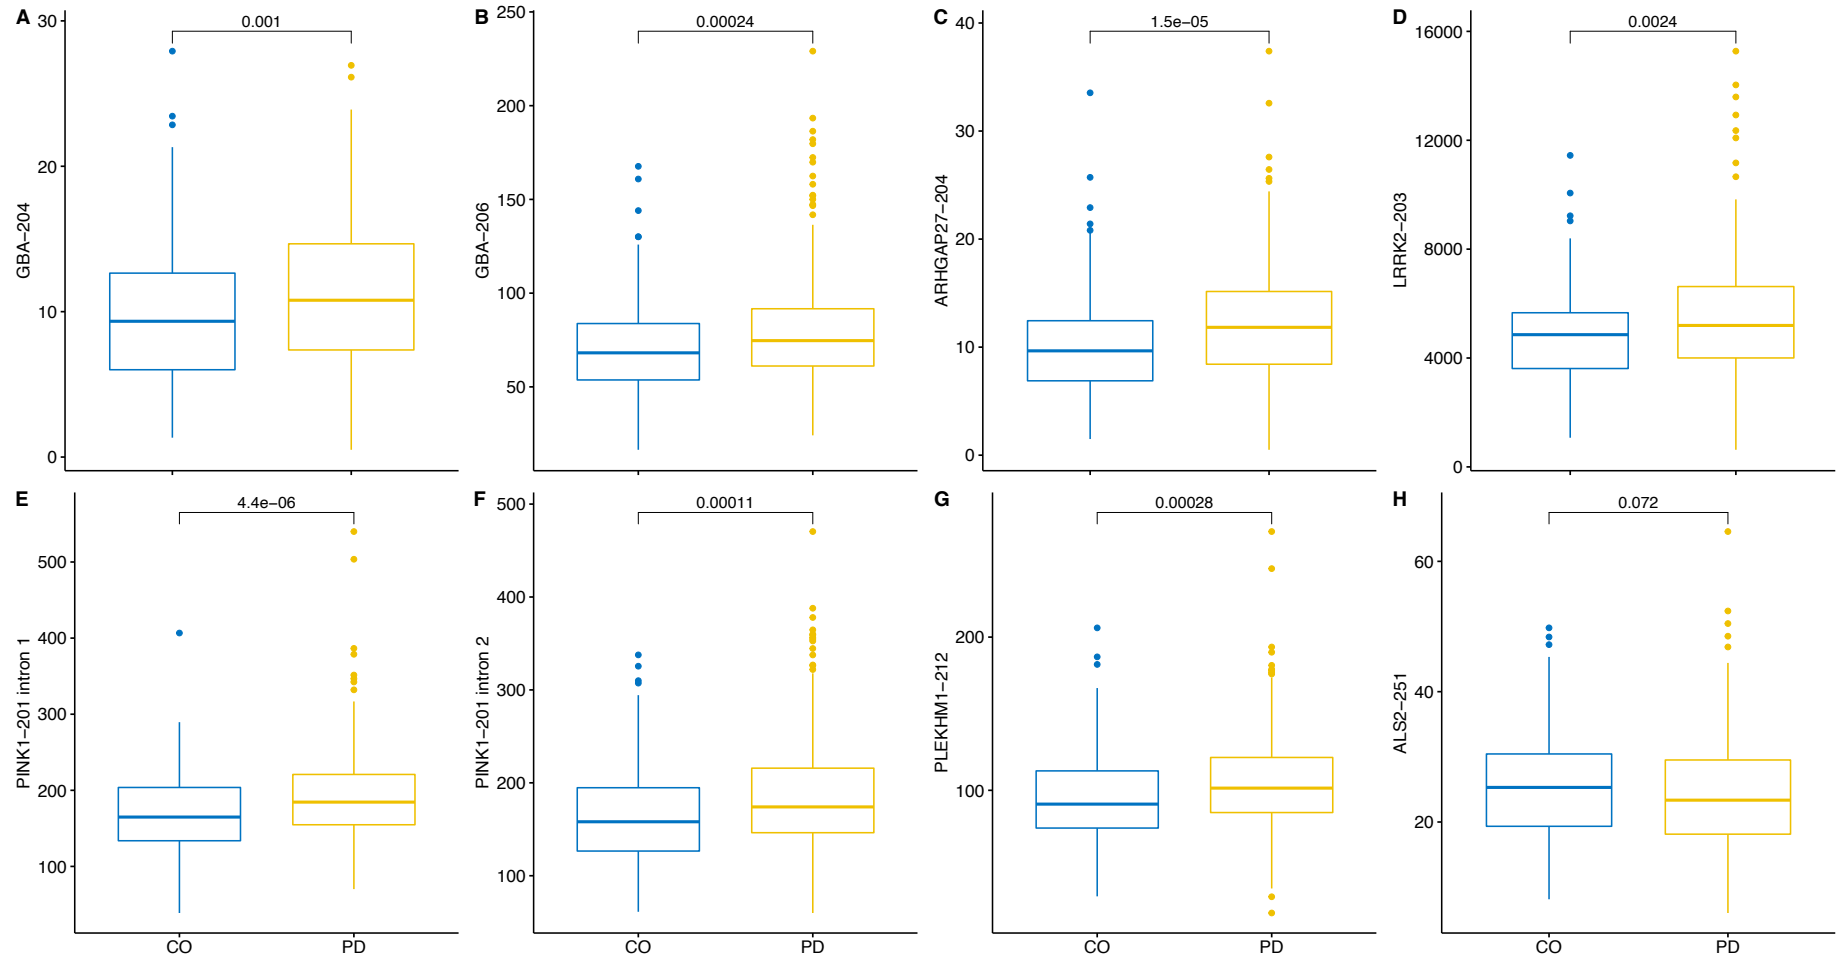 A
0.001
30
20
10
0
GBA−204
B
0.00024
250
200
150
100
50
GBA−206
C
1.5e−05
40
30
20
10
0
ARHGAP27−204
D
0.0024
16000
12000
8000
4000
0
LRRK2−203
E
4.4e−06
500
400
300
200
100
PINK1−201 intron 1
CO PD
F
0.00011
500
400
300
200
100
PINK1−201 intron 2
CO PD
G
0.00028
200
100
PLEKHM1−212
CO PD
H
0.072
60
40
20
ALS2−251
CO PD